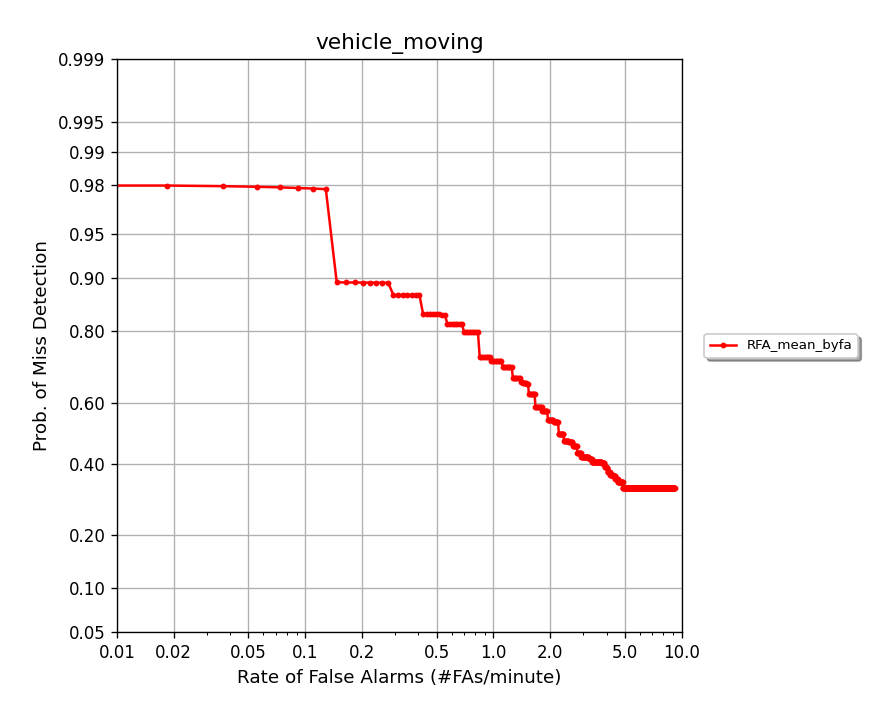 vehicle_moving
0.999
0.995
0.99
0.98
0.95
0.90
0.80
0.60
0.40
0.20
0.10
0.05
Prob. of Miss Detection
0.01 0.02 0.05 0.1 0.2 0.5 1.0 2.0 5.0 10.0
Rate of False Alarms (#FAs/minute)
RFA_mean_byfa